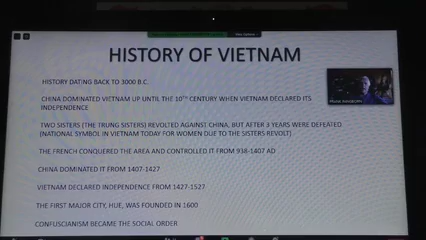 HISTORY OF VIETNAM
HISTORY DATING BACK TO 3000 B.C.
CHINA DOMINATED VIETNAM UP UNTIL THE 10TH CENTURY WHEN VIETNAM DECLARED ITS
INDEPENDENCE
TWO SISTERS (THE TRUNG SISTERS) REVOLTED AGAINST CHINA, BUT AFTER 3 YEARS WERE DEFEATED
(NATIONAL SYMBOL IN VIETNAM TODAY FOR WOMEN DUE TO THE SISTERS REVOLT)
THE FRENCH CONQUERED THE AREA AND CONTROLLED IT FROM 938-1407 AD
CHINA DOMINATED IT FROM 1407-1427
VIETNAM DECLARED INDEPENDENCE FROM 1427-1527
THE FIRST MAJOR CITY, HUE, WAS FOUNDED IN 1600
CONFUSCIANISM BECAME THE SOCIAL ORDER